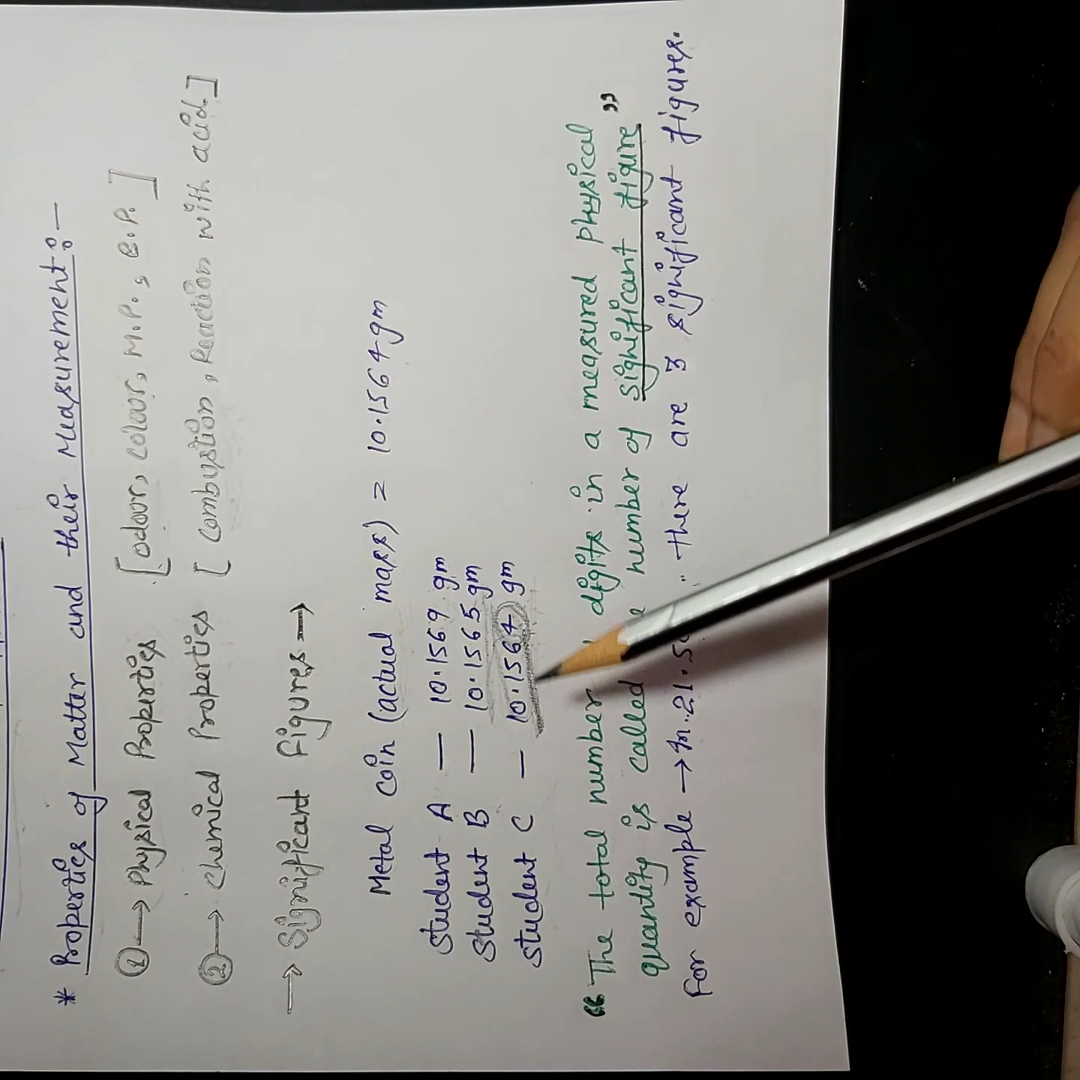 * Properties of Matter and their Measurement:-
① → Physical Properties [odour, colour, M.P., B.P.]
② → chemical Properties [combustion, Reaction with acid.]
→ Significant Figures →
Metal coin (actual mass) = 10.1564 gm
Student A — 10.1569 gm
Student B — 10.1565 gm
Student C — 10.1564 gm
"The total number digits in a measured physical
quantity is called number of significant figure"
For example → 21.5 there are 3 significant figures.